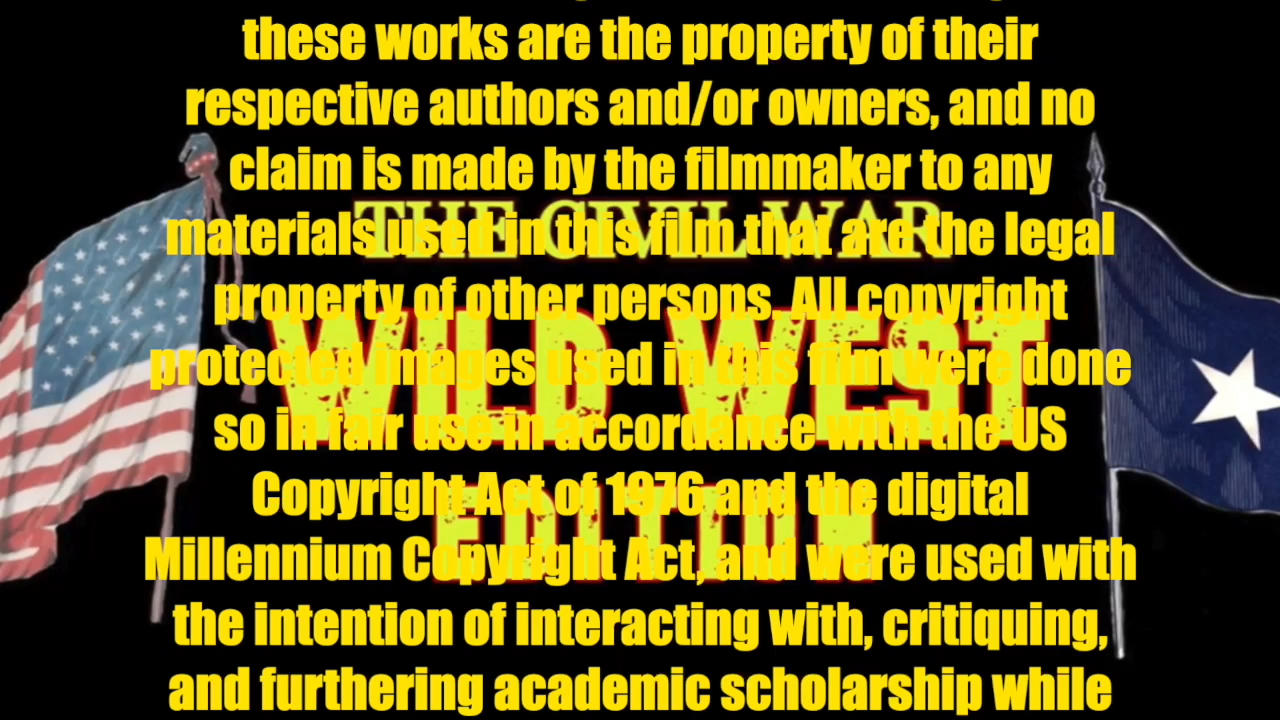 these works are the property of their
respective authors and/or owners, and no
claim is made by the filmmaker to any
materials used in this film that are the legal
property of other persons. All copyright
protected images used in this film were done
so in fair use in accordance with the US
Copyright Act of 1976 and the digital
Millennium Copyright Act, and were used with
the intention of interacting with, critiquing,
and furthering academic scholarship while
THE CIVIL WAR
WILD WEST
EDITION